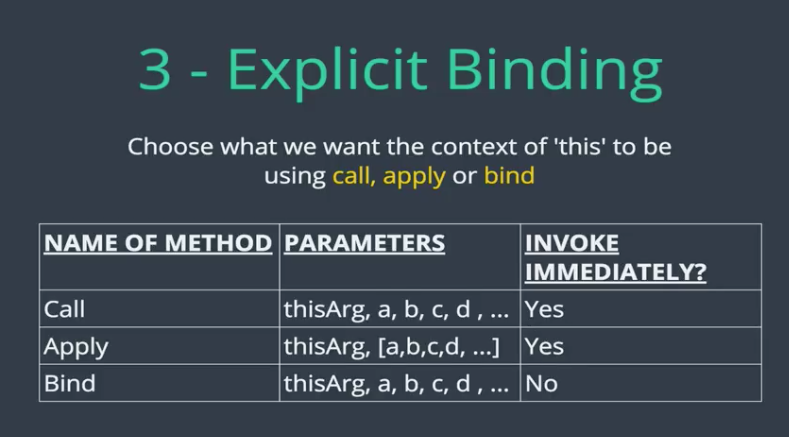 3 - Explicit Binding
Choose what we want the context of 'this' to be
using call, apply or bind
NAME OF METHOD PARAMETERS INVOKE
IMMEDIATELY?
Call thisArg, a, b, c, d , ... Yes
Apply thisArg, [a,b,c,d, ...] Yes
Bind thisArg, a, b, c, d , ... No